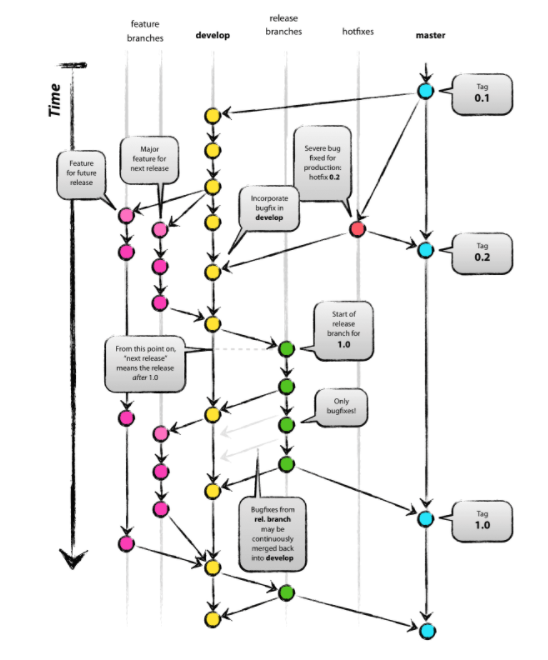 feature
branches
develop
release
branches
hotfixes
master
Time
Tag
0.1
Feature
for future
release
Major
feature for
next release
Severe bug
fixed for
production:
hotfix 0.2
Incorporate
bugfix in
develop
Tag
0.2
Start of
release
branch for
1.0
From this point on,
“next release”
means the release
after 1.0
Only
bugfixes!
Bugfixes from
rel. branch
may be
continuously
merged back
into develop
Tag
1.0